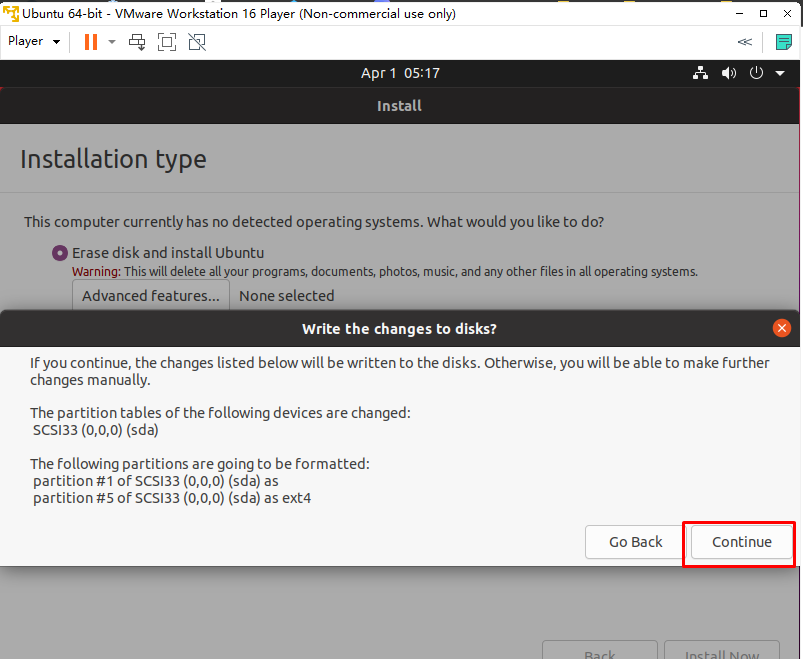 Ubuntu 64-bit - VMware Workstation 16 Player (Non-commercial use only)
Player
Apr 1 05:17
Install
Installation type
This computer currently has no detected operating systems. What would you like to do?
Erase disk and install Ubuntu
Warning: This will delete all your programs, documents, photos, music, and any other files in all operating systems.
Advanced features... None selected
Write the changes to disks?
If you continue, the changes listed below will be written to the disks. Otherwise, you will be able to make further
changes manually.
The partition tables of the following devices are changed:
SCSI33 (0,0,0) (sda)
The following partitions are going to be formatted:
partition #1 of SCSI33 (0,0,0) (sda) as
partition #5 of SCSI33 (0,0,0) (sda) as ext4
Go Back Continue
Back Install Now